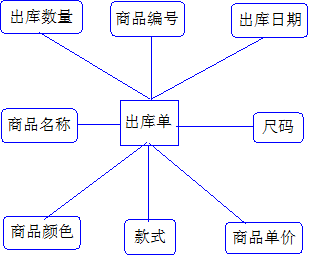 出库数量
商品编号
出库日期
商品名称
出库单
尺码
商品颜色
款式
商品单价